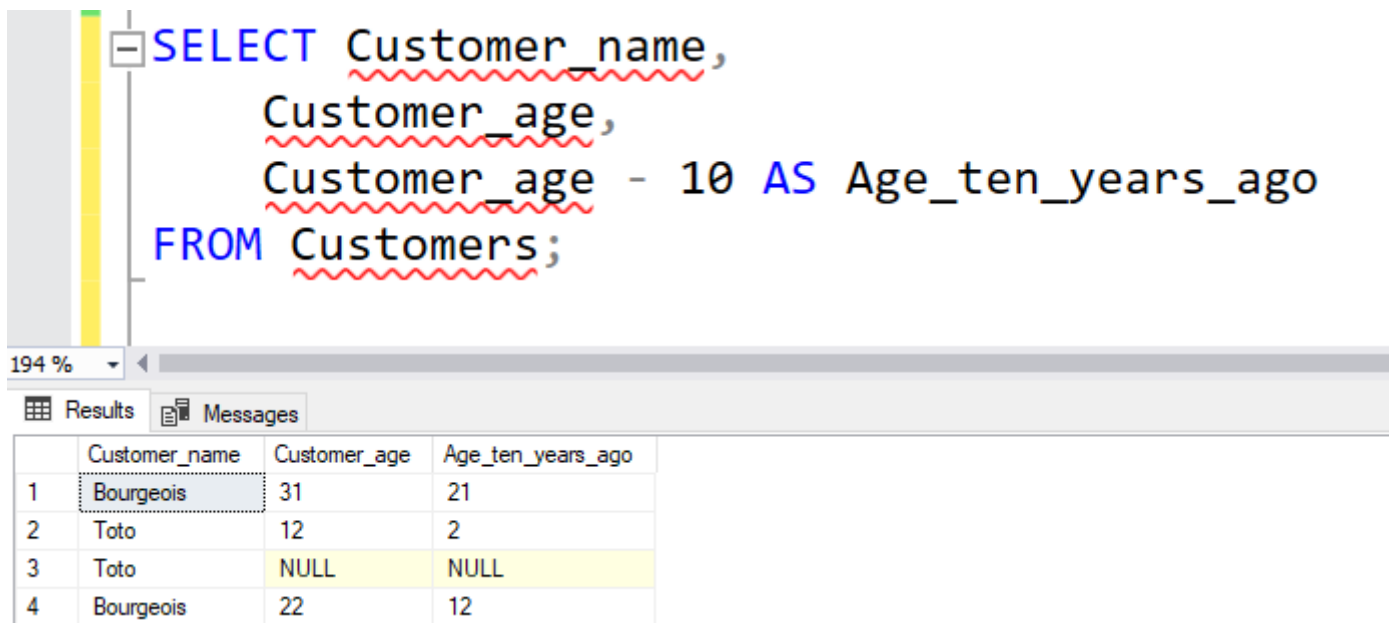 SELECT Customer_name,
Customer_age,
Customer_age - 10 AS Age_ten_years_ago
FROM Customers;
194 %
Results Messages
Customer_name Customer_age Age_ten_years_ago
1 Bourgeois 31 21
2 Toto 12 2
3 Toto NULL NULL
4 Bourgeois 22 12